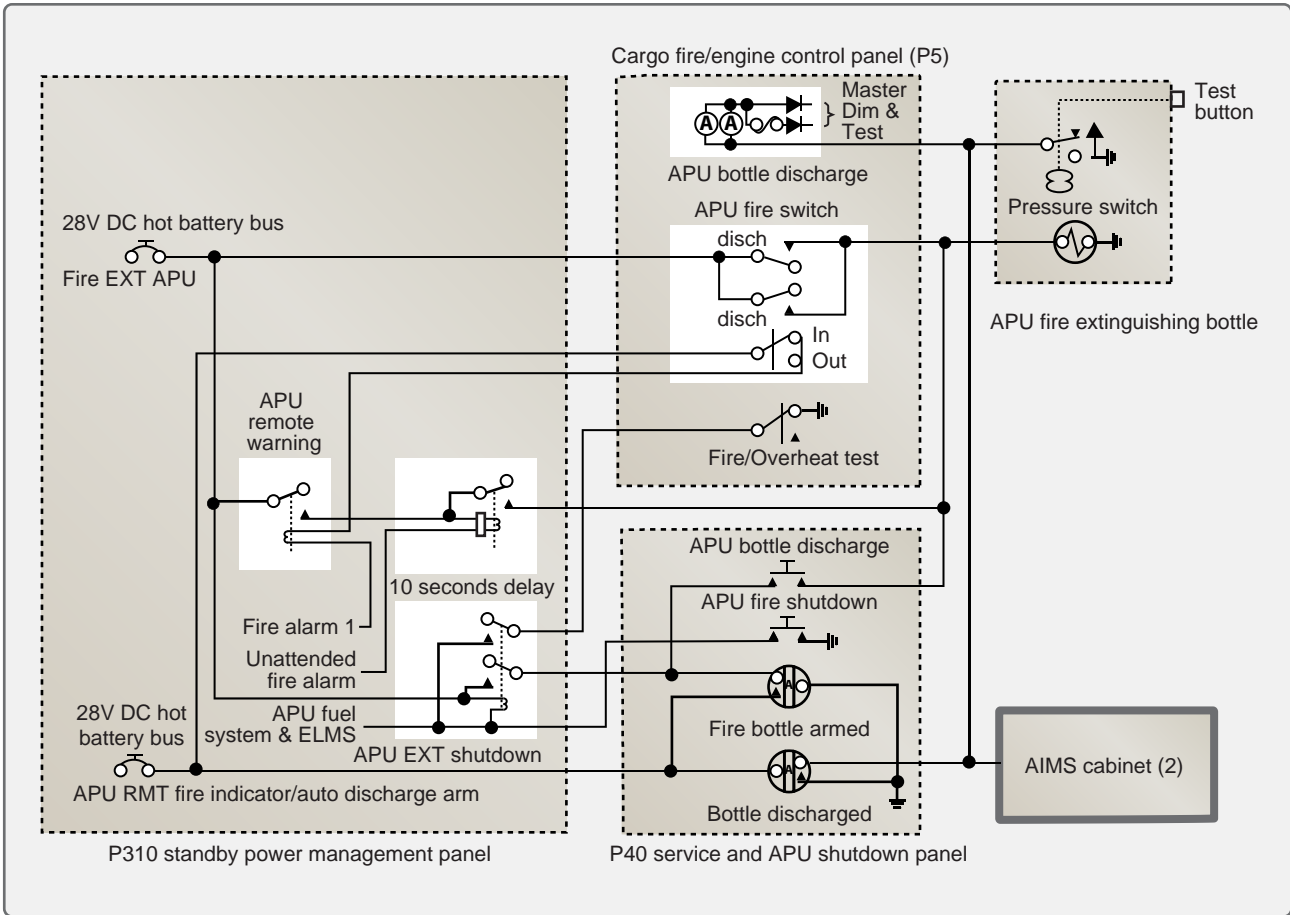 Cargo fire/engine control panel (P5)
Master
Dim &
Test
A A
APU bottle discharge
Test
button
Pressure switch
APU fire extinguishing bottle
APU fire switch
disch
disch
In
Out
Fire/Overheat test
28V DC hot battery bus
Fire EXT APU
APU
remote
warning
10 seconds delay
Fire alarm 1
Unattended
fire alarm
APU fuel
system & ELMS
APU EXT shutdown
28V DC hot
battery bus
APU RMT fire indicator/auto discharge arm
P310 standby power management panel
APU bottle discharge
APU fire shutdown
A
Fire bottle armed
A
Bottle discharged
P40 service and APU shutdown panel
AIMS cabinet (2)